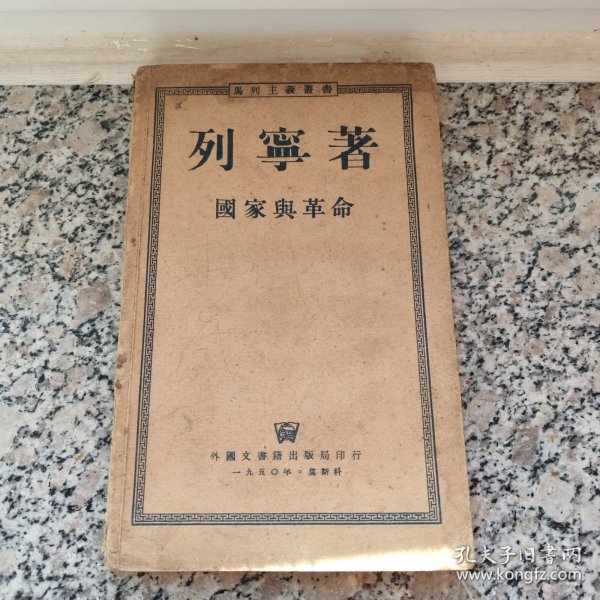 馬列主義叢書
列寧著
國家與革命
外國文書籍出版局印行
一九五〇年。莫斯科
孔夫子旧书网
www.kongfz.com